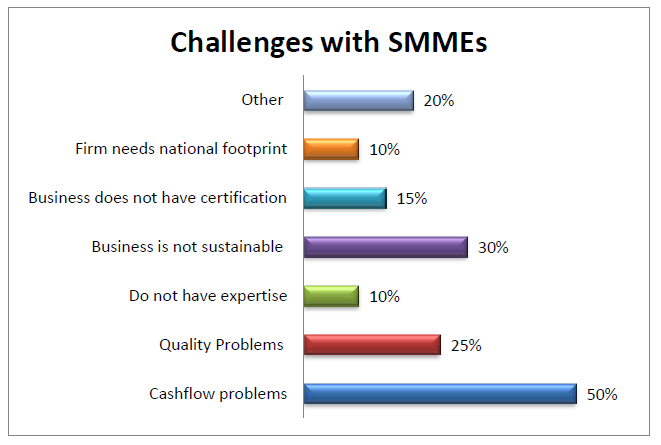 Challenges with SMMEs
Other 20%
Firm needs national footprint 10%
Business does not have certification 15%
Business is not sustainable 30%
Do not have expertise 10%
Quality Problems 25%
Cashflow problems 50%